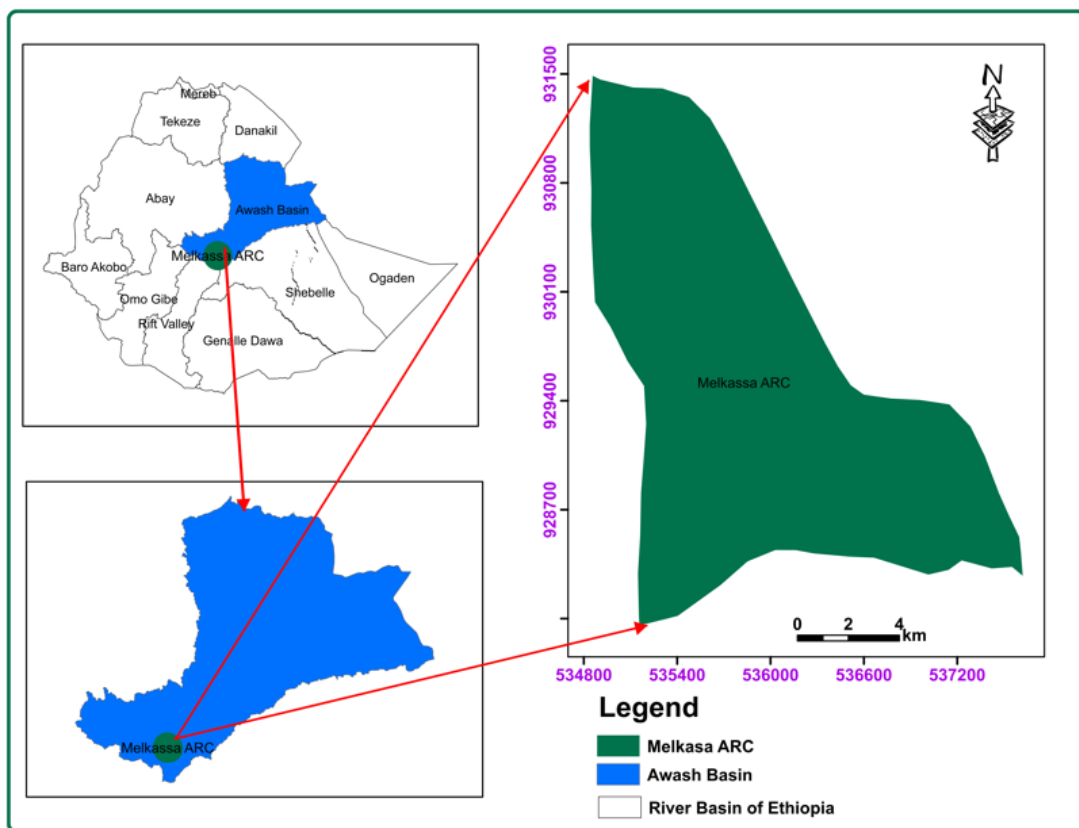 Mereb
Tekeze
Danakil
Abay
Awash Basin
Melkassa ARC
Baro Akobo
Omo Gibe
Rift Valley
Shebelle
Ogaden
Genalle Dawa
Melkassa ARC
N
931500
930800
930100
929400
928700
Melkassa ARC
0 2 4
km
534800 535400 536000 536600 537200
Legend
Melkasa ARC
Awash Basin
River Basin of Ethiopia